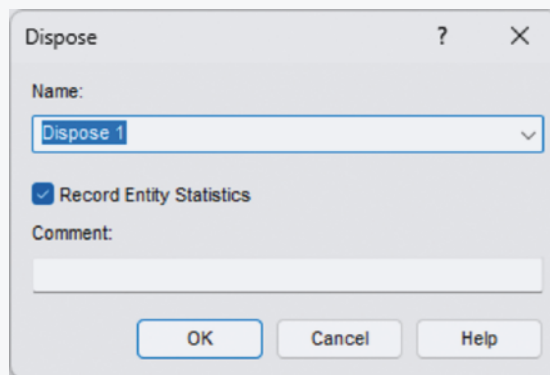 Dispose ?
Name:
Dispose 1
Record Entity Statistics
Comment:
OK Cancel Help